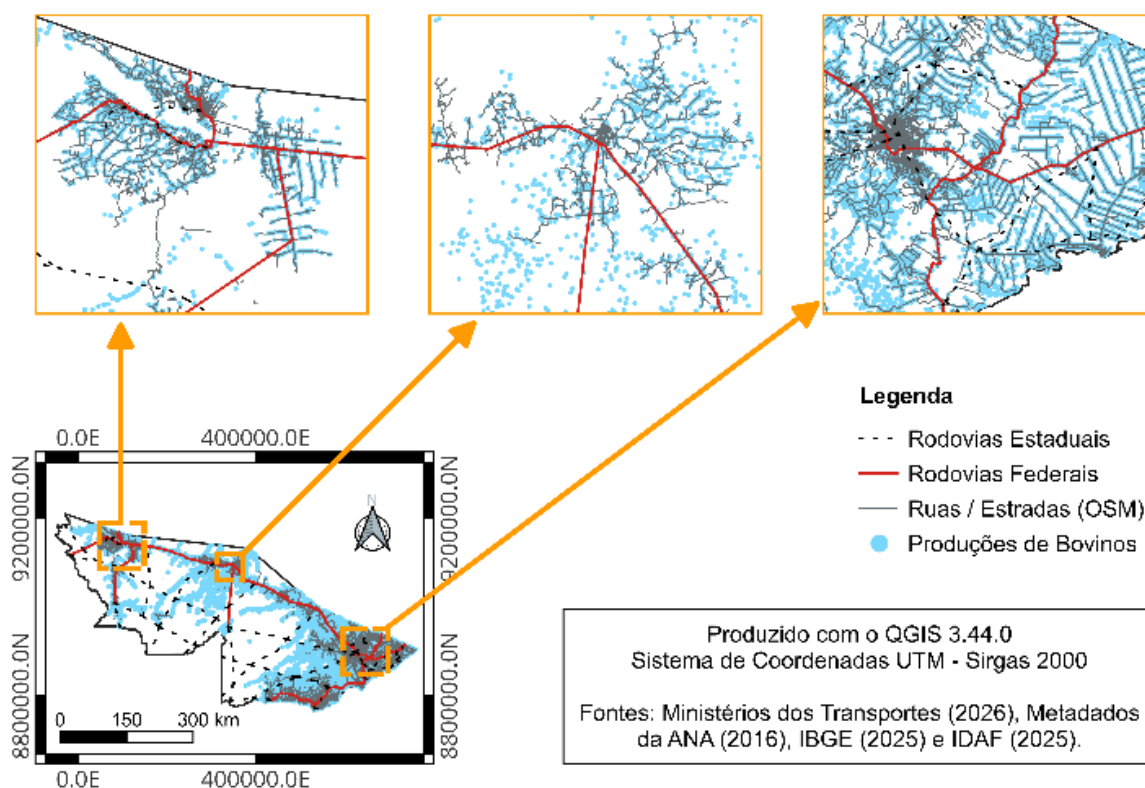 Legenda
Rodovias Estaduais
Rodovias Federais
Ruas / Estradas (OSM)
Produções de Bovinos
0.0E 400000.0E
9200000.0N 9200000.0N
N
8800000.0N 8800000.0N
0 150 300 km
0.0E 400000.0E
Produzido com o QGIS 3.44.0
Sistema de Coordenadas UTM - Sirgas 2000
Fontes: Ministérios dos Transportes (2026), Metadados
da ANA (2016), IBGE (2025) e IDAF (2025).